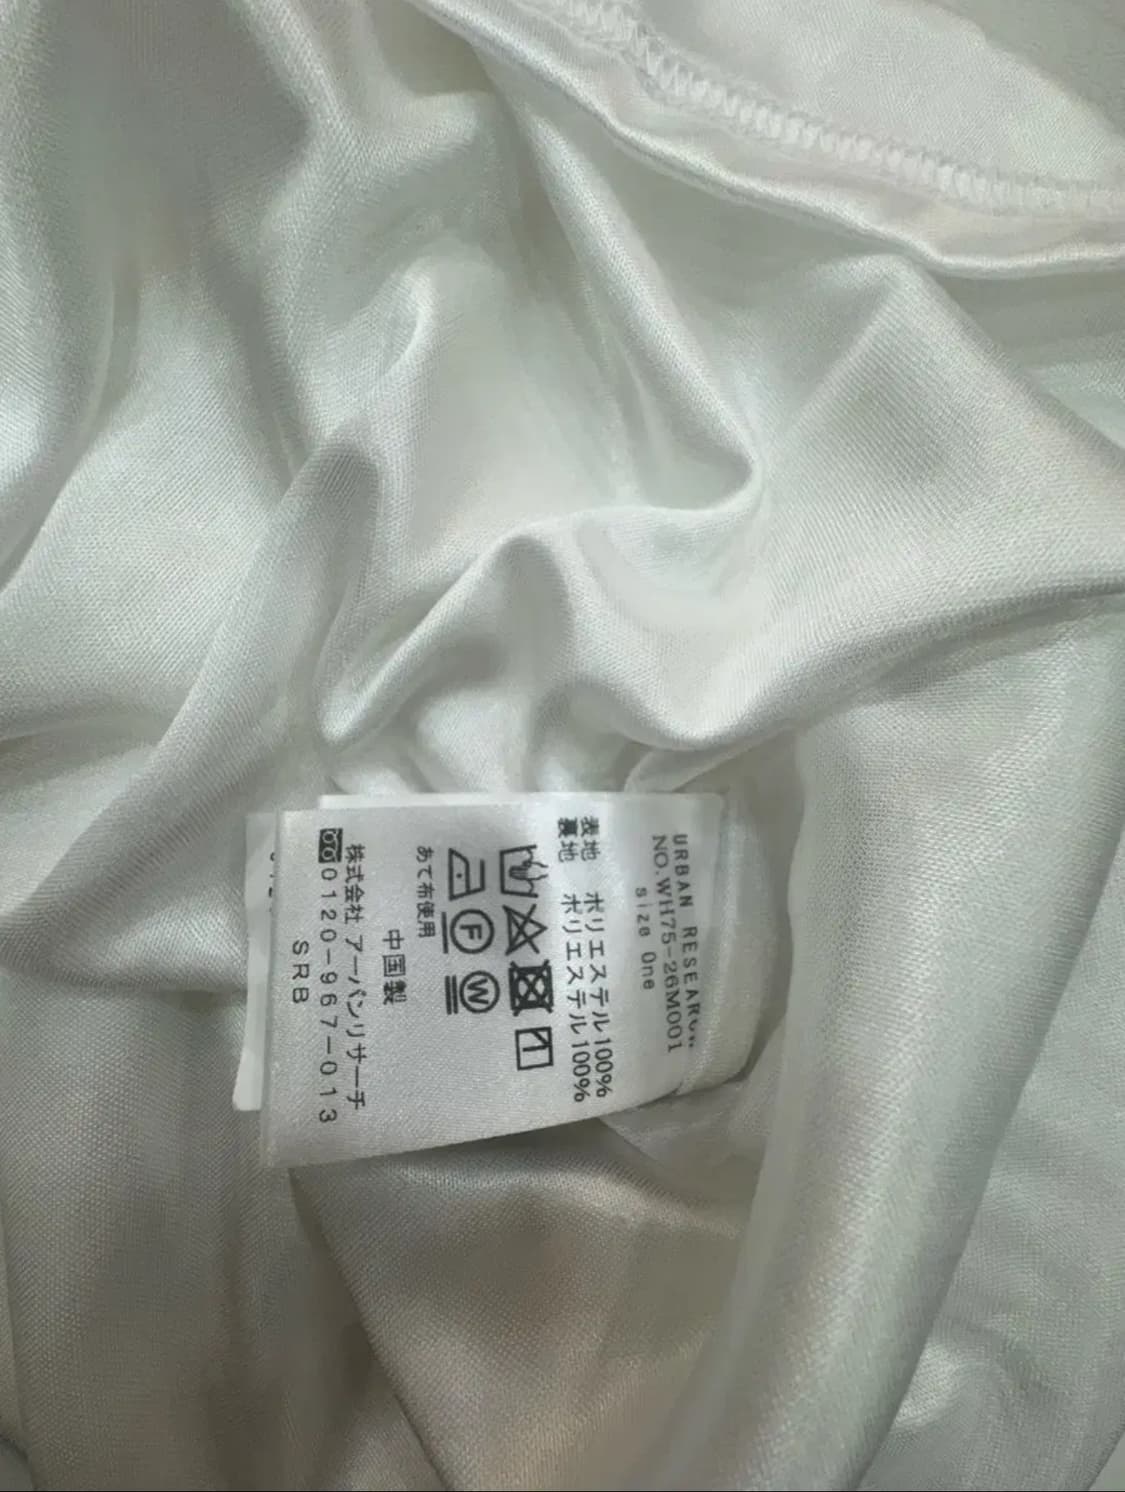 URBAN RESEARCH
NO.WH75-26M001
size One
表地 ポリエステル100%
裏地 ポリエステル100%
あて布使用
中国製
株式会社 アーバンリサーチ
0120-967-013
SRB